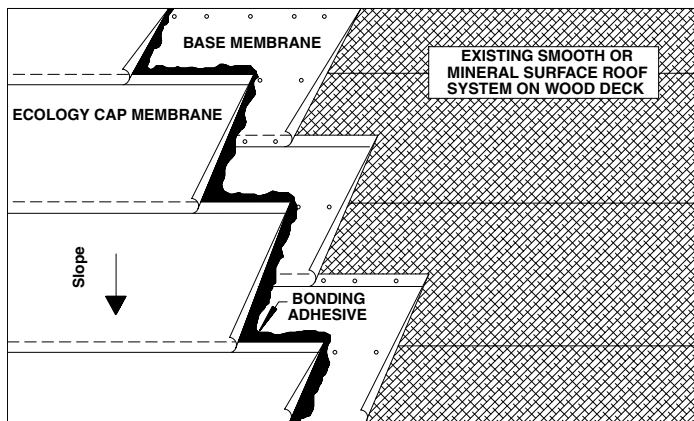 BASE MEMBRANE
EXISTING SMOOTH OR
MINERAL SURFACE ROOF
SYSTEM ON WOOD DECK
ECOLOGY CAP MEMBRANE
Slope
BONDING
ADHESIVE